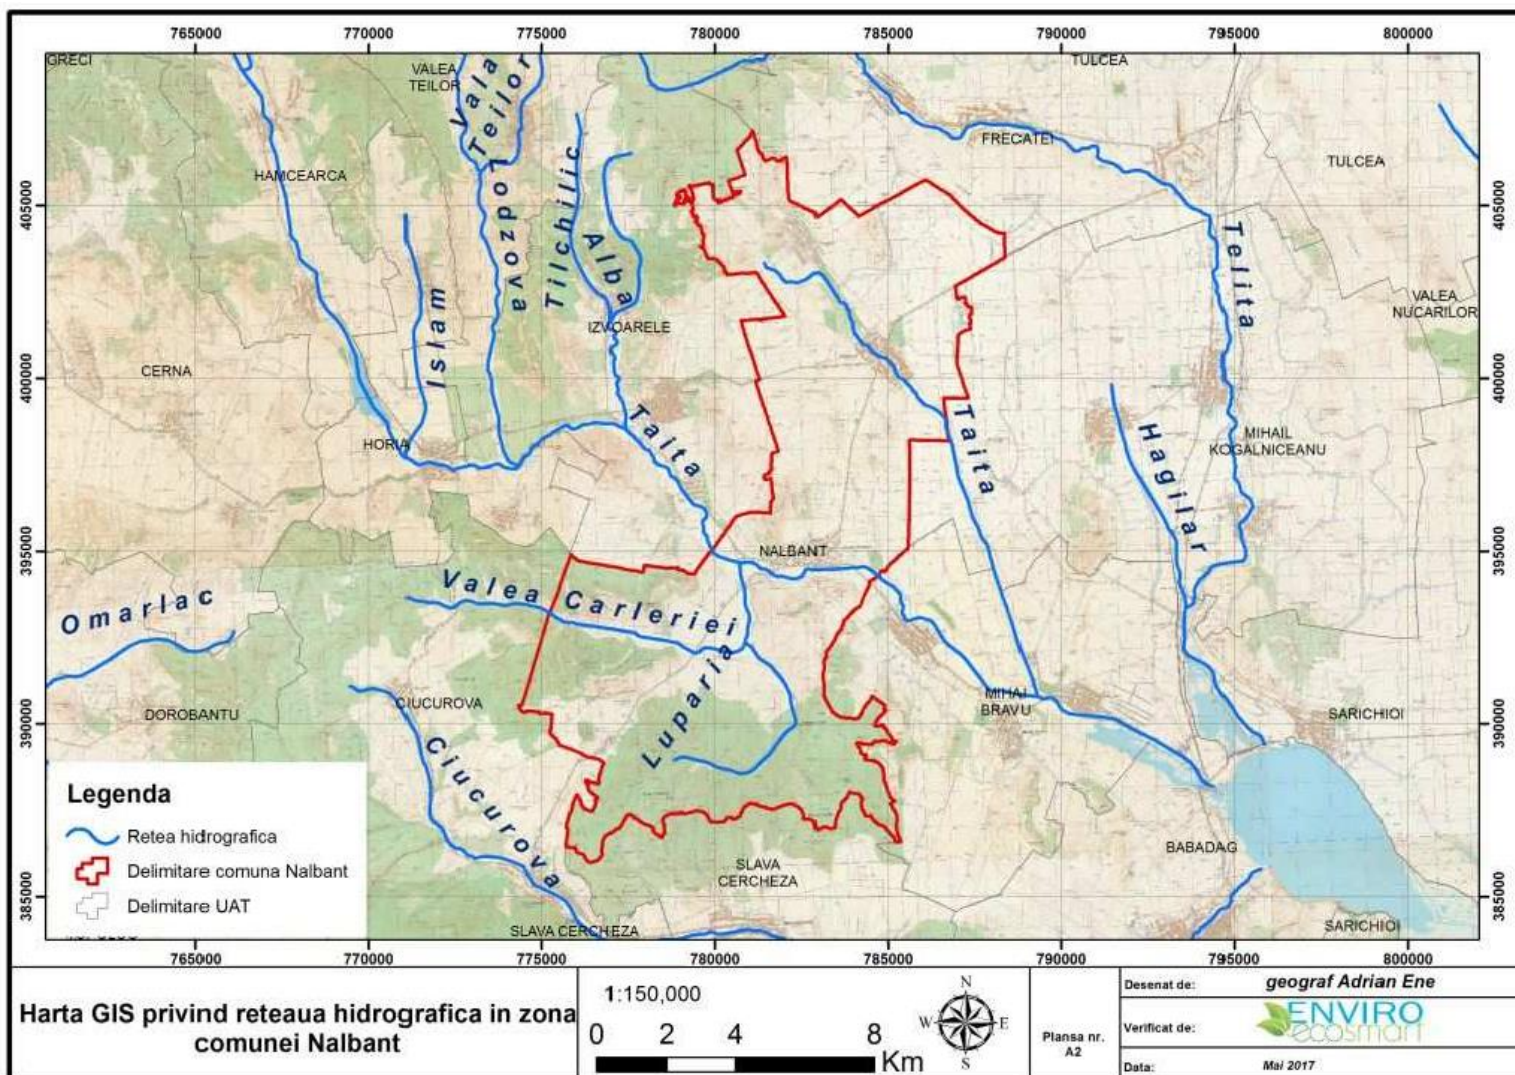 765000 770000 775000 780000 785000 790000 795000 800000
GRECI
VALEA
TEILOR
TULCEA
Vala
Teilor
FRECATEI
TULCEA
HAMCEARCA
405000
405000
Lodzova
Tilchilic
Alba
Telita
Islam
IZVOARELE
VALEA
NUCARILOR
CERNA
400000
400000
HORIA
Taita
Taita
Hagilar
MIHAIL
KOGALNICEANU
395000
NALBANT
395000
Valea Carleriei
Omarlac
Luparia
CIUCUROVA
DOROBANTU
MIHAI
BRAVU
SARICHIOI
390000
390000
Ciucurova
Legenda
Retea hidrografica
Delimitare comuna Nalbant
Delimitare UAT
BABADAG
SLAVA
CERCHEZA
385000
385000
SLAVA CERCHEZA
SARICHIOI
765000 770000 775000 780000 785000 790000 795000 800000
Harta GIS privind reteaua hidrografica in zona
comunei Nalbant
1:150,000
0 2 4 8
Km
N
W E
S
Plansa nr.
A2
Desenat de: geograf Adrian Ene
Verificat de: ENVIRO
ecosmart
Data: Mai 2017